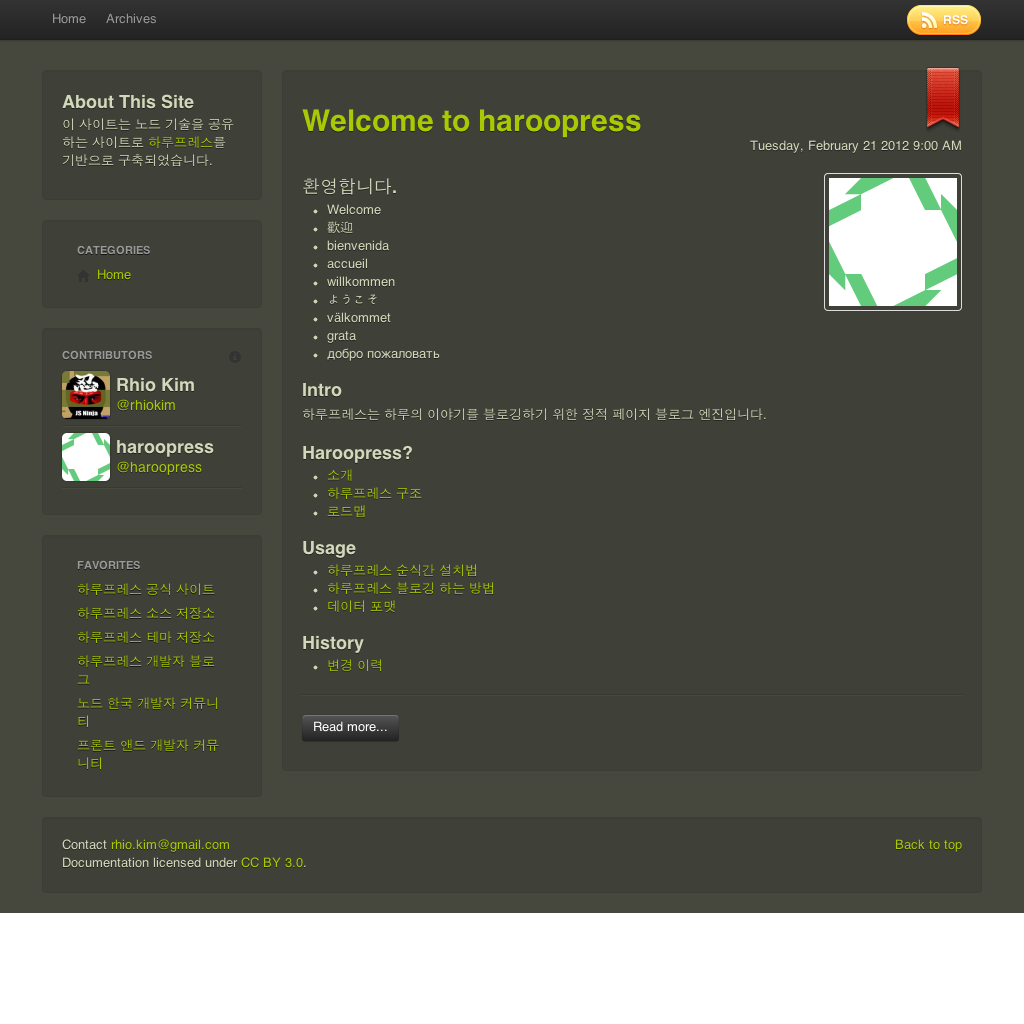 Home Archives RSS
About This Site
이 사이트는 노드 기술을 공유
하는 사이트로 하루프레스를
기반으로 구축되었습니다.
CATEGORIES
Home
CONTRIBUTORS
JS Ninja
Rhio Kim
@rhiokim
haroopress
@haroopress
FAVORITES
하루프레스 공식 사이트
하루프레스 소스 저장소
하루프레스 테마 저장소
하루프레스 개발자 블로
그
노드 한국 개발자 커뮤니
티
프론트 앤드 개발자 커뮤
니티
Welcome to haroopress
Tuesday, February 21 2012 9:00 AM
환영합니다.
Welcome
歡迎
bienvenida
accueil
willkommen
ようこそ
välkommet
grata
добро пожаловать
Intro
하루프레스는 하루의 이야기를 블로깅하기 위한 정적 페이지 블로그 엔진입니다.
Haroopress?
소개
하루프레스 구조
로드맵
Usage
하루프레스 순식간 설치법
하루프레스 블로깅 하는 방법
데이터 포맷
History
변경 이력
Read more...
Contact rhio.kim@gmail.com
Documentation licensed under CC BY 3.0.
Back to top